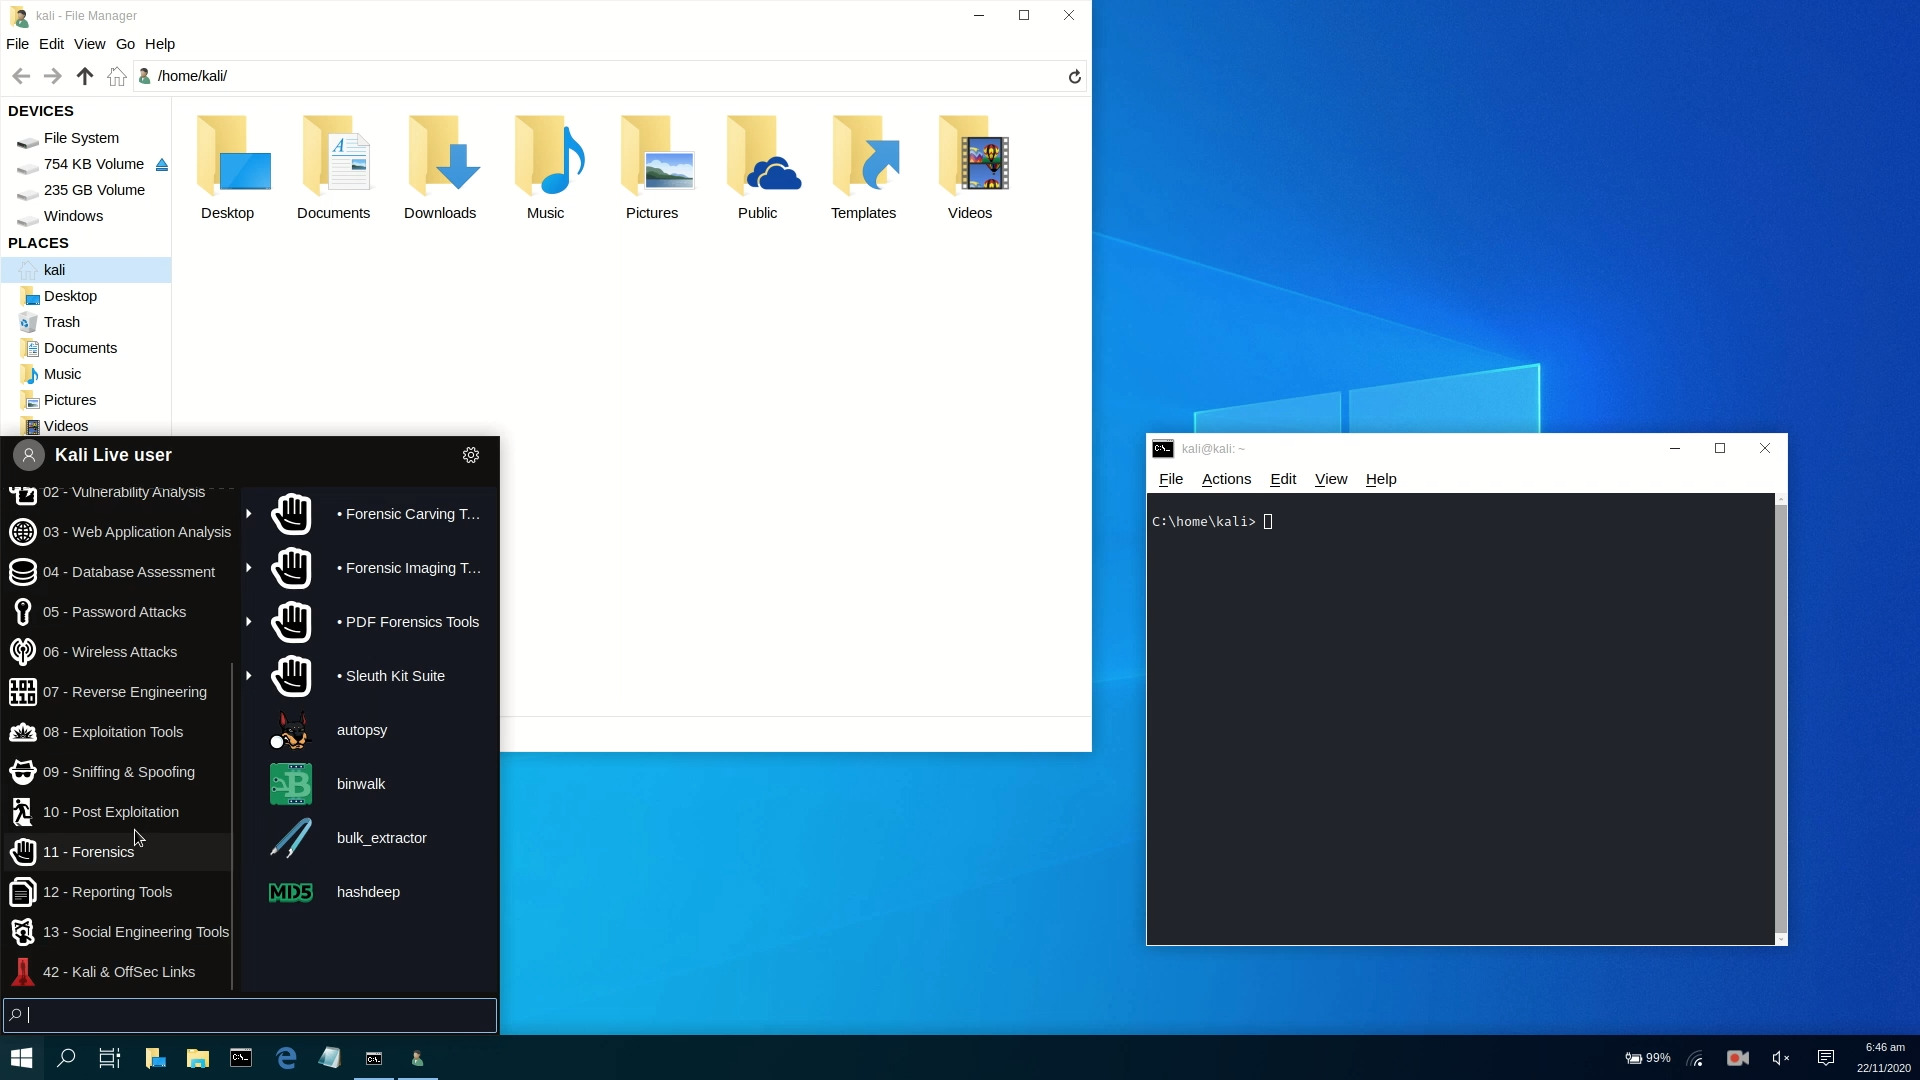 kali - File Manager
File Edit View Go Help
/home/kali/
DEVICES
File System
754 KB Volume
235 GB Volume
Windows
PLACES
kali
Desktop
Trash
Documents
Music
Pictures
Videos
Desktop Documents Downloads Music Pictures Public Templates Videos
Kali Live user
02 - Vulnerability Analysis
03 - Web Application Analysis
04 - Database Assessment
05 - Password Attacks
06 - Wireless Attacks
07 - Reverse Engineering
08 - Exploitation Tools
09 - Sniffing & Spoofing
10 - Post Exploitation
11 - Forensics
12 - Reporting Tools
13 - Social Engineering Tools
42 - Kali & OffSec Links
• Forensic Carving T...
• Forensic Imaging T...
• PDF Forensics Tools
• Sleuth Kit Suite
autopsy
binwalk
bulk_extractor
MD5
hashdeep
kali@kali: ~
File Actions Edit View Help
C:\home\kali>
99%
6:46 am
22/11/2020